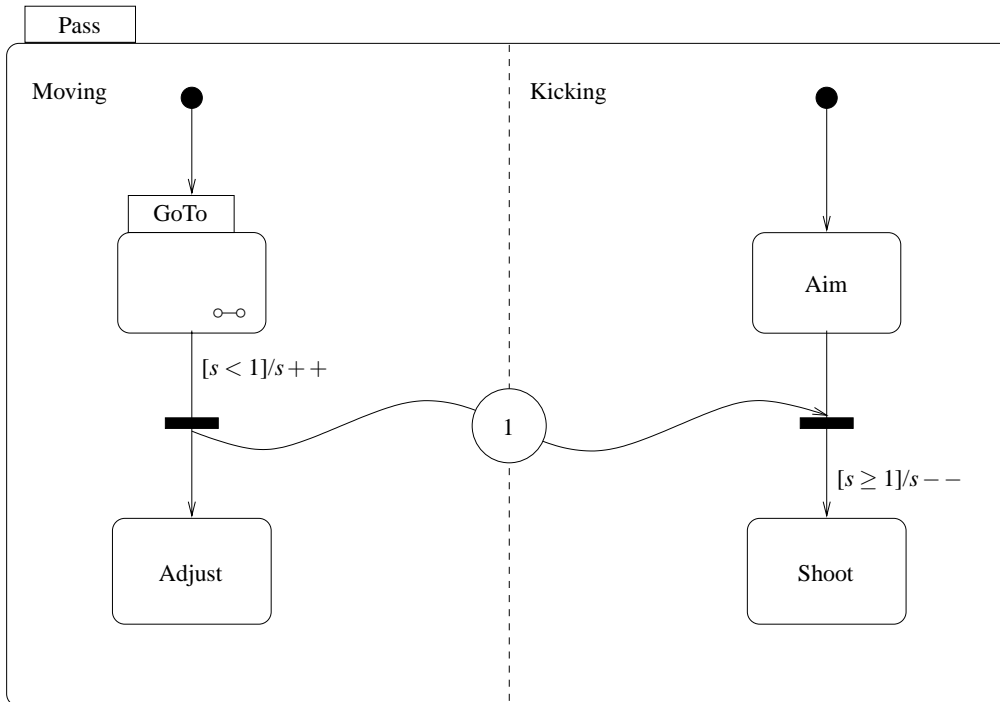 Pass
Moving
Kicking
GoTo
Aim
[s < 1]/s++
1
[s ≥ 1]/s−−
Adjust
Shoot